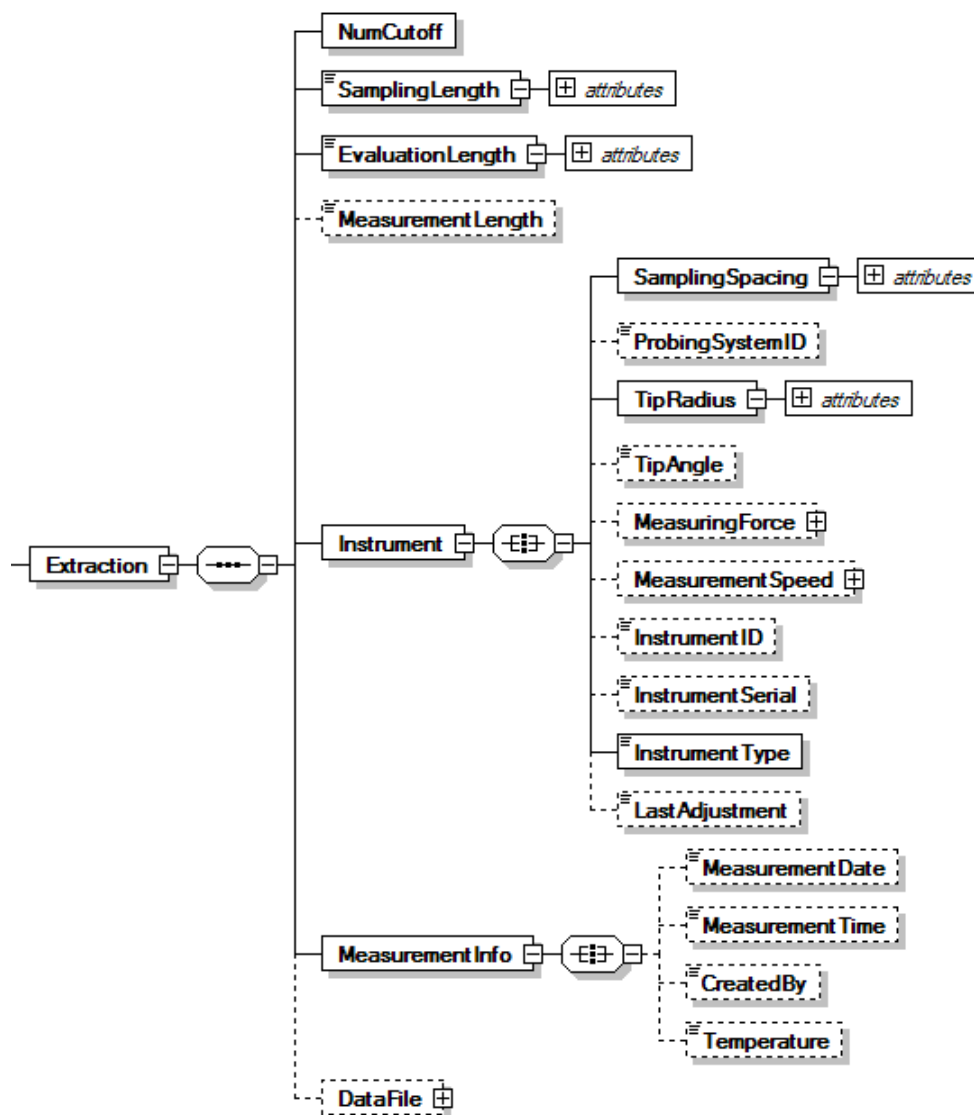 NumCutoff
SamplingLength
attributes
EvaluationLength
attributes
MeasurementLength
SamplingSpacing
attributes
ProbingSystemID
TipRadius
attributes
TipAngle
MeasuringForce
Extraction
Instrument
MeasurementSpeed
InstrumentID
InstrumentSerial
InstrumentType
LastAdjustment
MeasurementInfo
MeasurementDate
MeasurementTime
CreatedBy
Temperature
DataFile